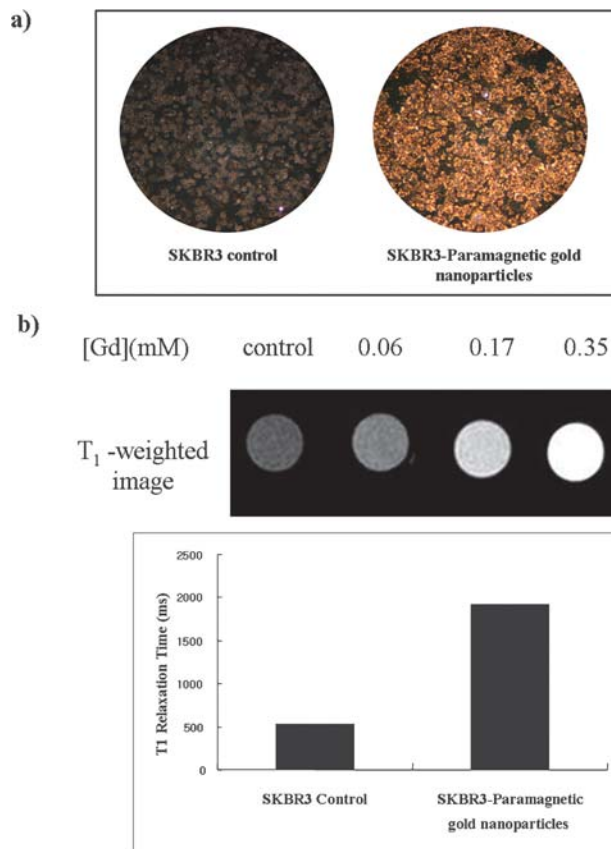 a)
SKBR3 control
SKBR3-Paramagnetic gold
nanoparticles
b)
[Gd](mM) control 0.06 0.17 0.35
T1 -weighted
image
T1 Relaxation Time (ms)
2500
2000
1500
1000
500
0
SKBR3 Control
SKBR3-Paramagnetic
gold nanoparticles